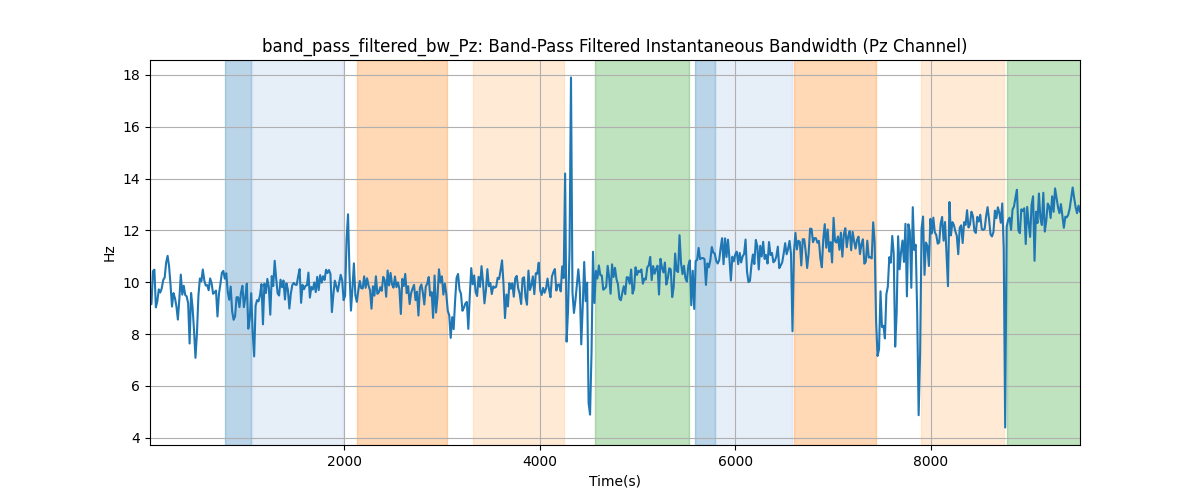 band_pass_filtered_bw_Pz: Band-Pass Filtered Instantaneous Bandwidth (Pz Channel)
18
16
14
12
10
8
6
4
Hz
2000 4000 6000 8000
Time(s)